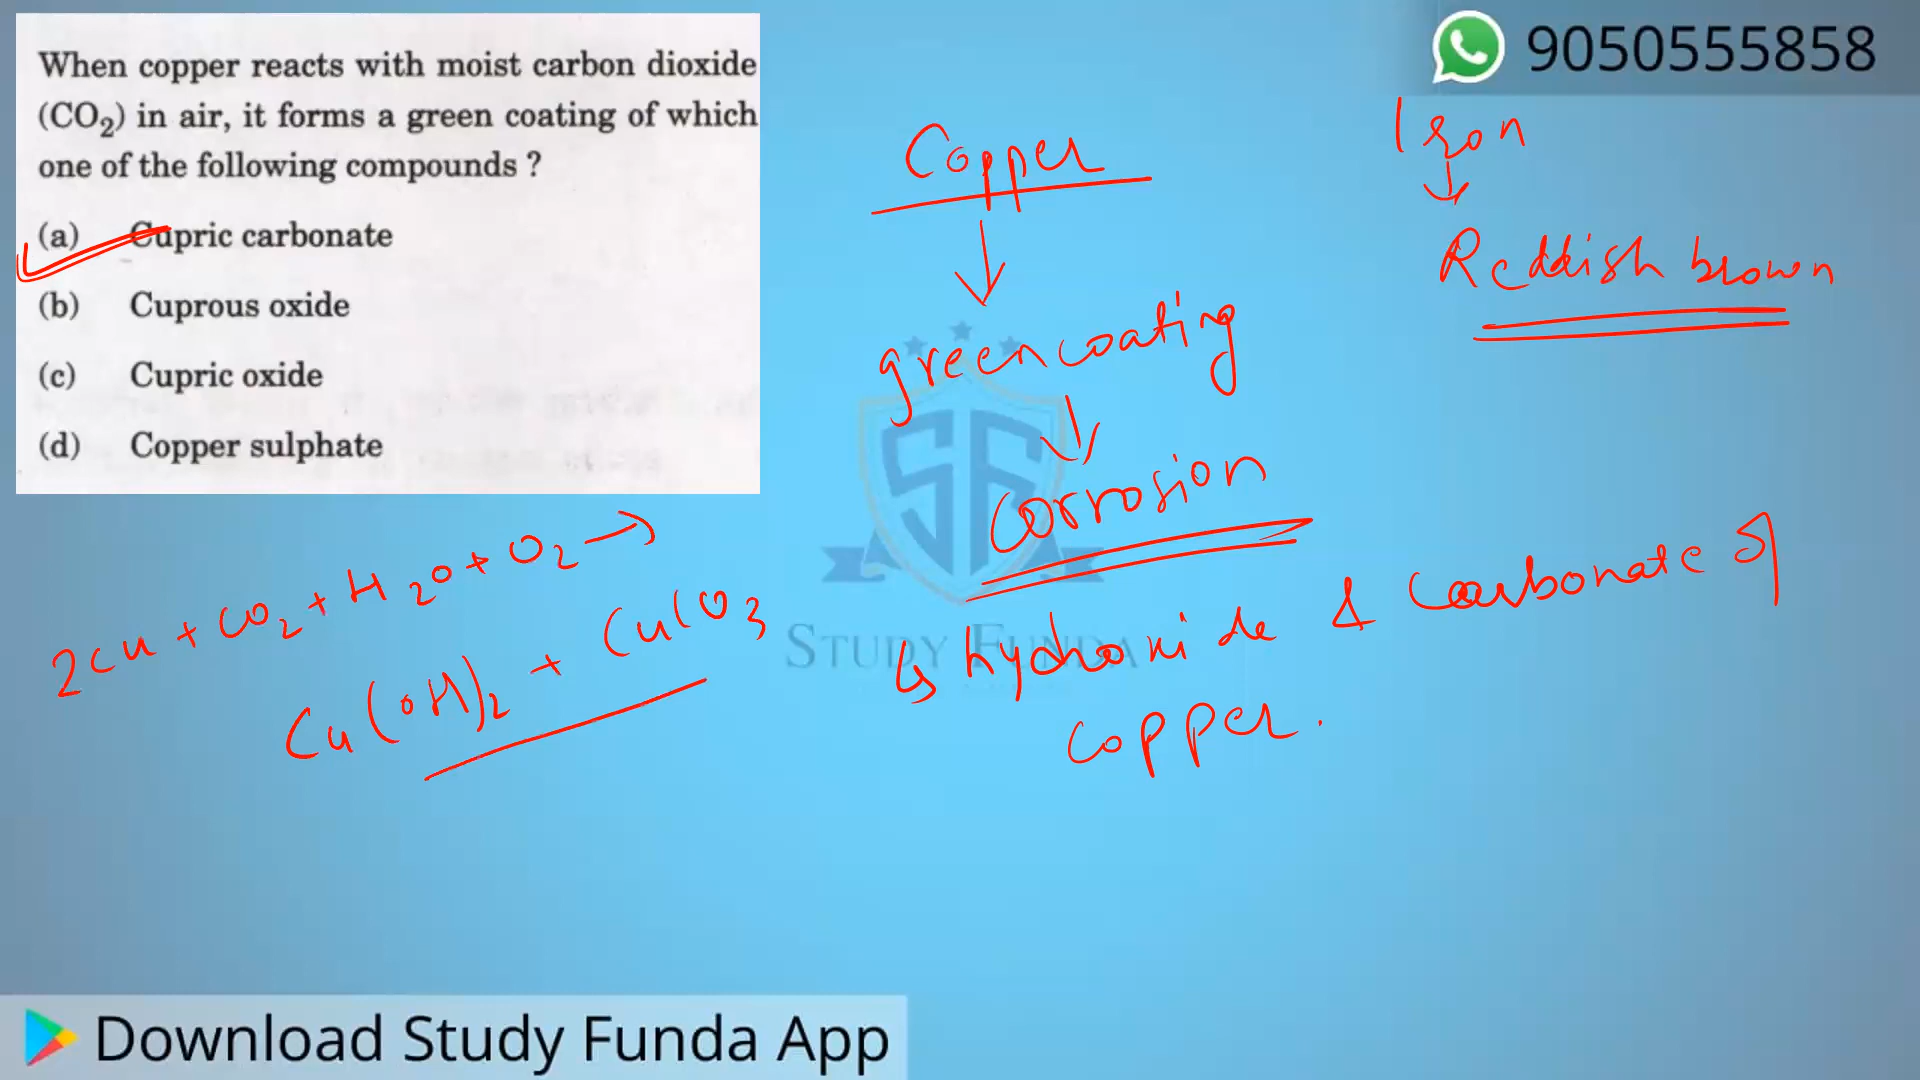 When copper reacts with moist carbon dioxide
(CO₂) in air, it forms a green coating of which
one of the following compounds ?
(a) Cupric carbonate
(b) Cuprous oxide
(c) Cupric oxide
(d) Copper sulphate
9050555858
Copper
green coating
corrosion
hydroxide & Carbonate of
copper.
Iron
Reddish brown
2Cu + CO₂ + H₂O + O₂ →
Cu(OH)₂ + CuCO₃
SF
STUDY FUNDA
Download Study Funda App